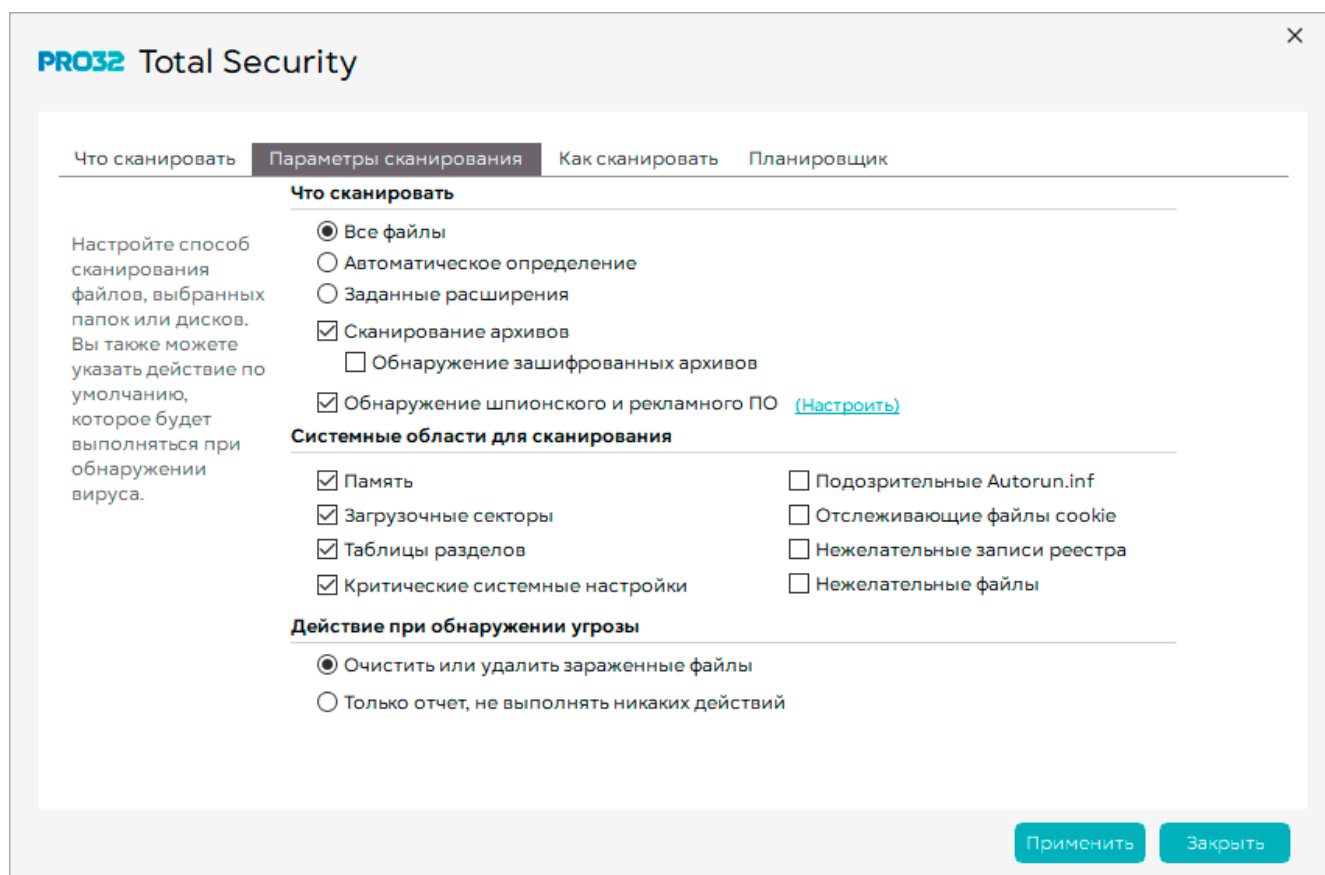 PRO32 Total Security
Что сканировать Параметры сканирования Как сканировать Планировщик
Настройте способ
сканирования
файлов, выбранных
папок или дисков.
Вы также можете
указать действие по
умолчанию,
которое будет
выполняться при
обнаружении
вируса.
Что сканировать
Все файлы
Автоматическое определение
Заданные расширения
Сканирование архивов
Обнаружение зашифрованных архивов
Обнаружение шпионского и рекламного ПО (Настроить)
Системные области для сканирования
Память
Загрузочные секторы
Таблицы разделов
Критические системные настройки
Подозрительные Autorun.inf
Отслеживающие файлы cookie
Нежелательные записи реестра
Нежелательные файлы
Действие при обнаружении угрозы
Очистить или удалить зараженные файлы
Только отчет, не выполнять никаких действий
Применить Закрыть